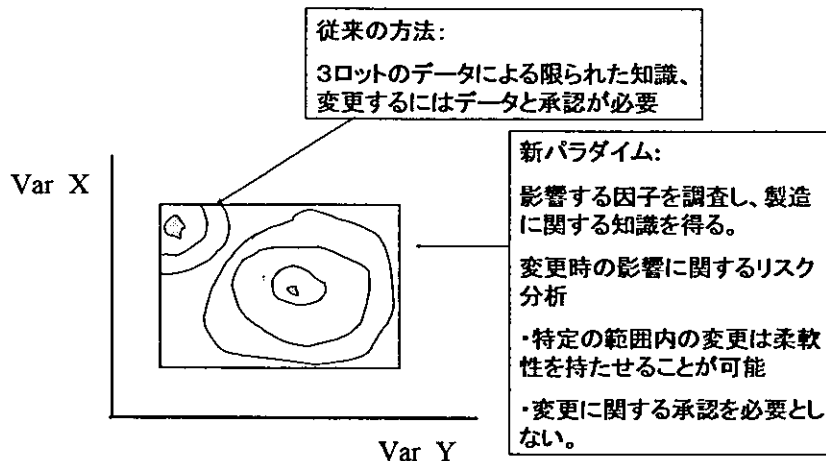 従来の方法:
3ロットのデータによる限られた知識、
変更するにはデータと承認が必要
新パラダイム:
影響する因子を調査し、製造
に関する知識を得る。
変更時の影響に関するリスク
分析
・特定の範囲内の変更は柔軟
性を持たせることが可能
・変更に関する承認を必要とし
ない。
Var X
Var Y